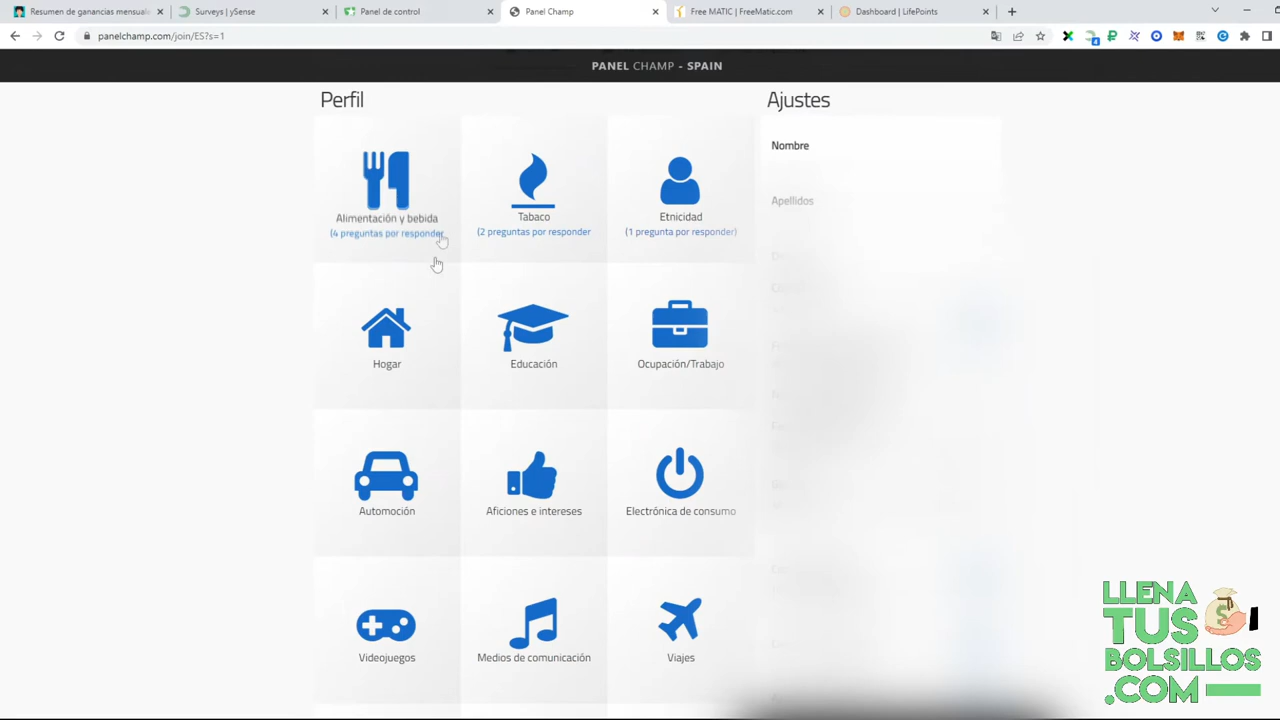 Resumen de ganancias mensuale
Surveys | ySense
Panel de control
Panel Champ
Free MATIC | FreeMatic.com
Dashboard | LifePoints
panelchamp.com/join/ES?s=1
4
PANEL CHAMP - SPAIN
Perfil
Ajustes
Alimentación y bebida
(4 preguntas por responder
Tabaco
(2 preguntas por responder
Etnicidad
(1 pregunta por responder)
Nombre
Apellidos
Hogar
Educación
Ocupación/Trabajo
Automoción
Aficiones e intereses
Electrónica de consumo
Videojuegos
Medios de comunicación
Viajes
LLENA
TUS
BOLSILLOS
.COM